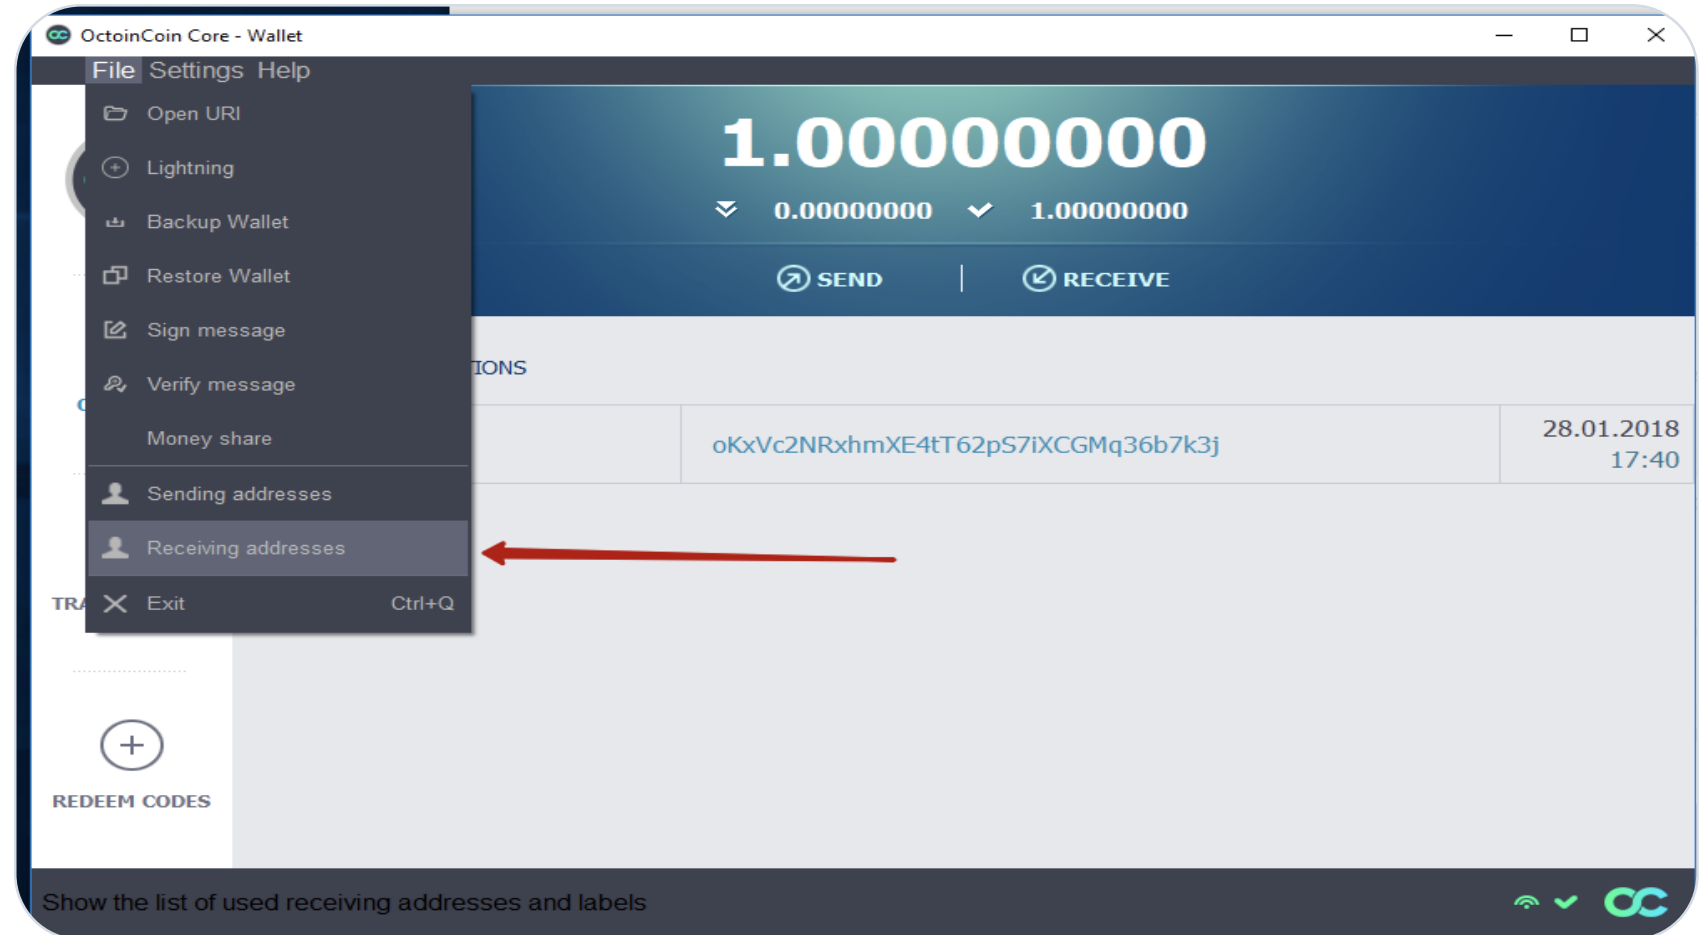 OctoinCoin Core - Wallet
File Settings Help
Open URI
Lightning
Backup Wallet
Restore Wallet
Sign message
Verify message
Money share
Sending addresses
Receiving addresses
Exit Ctrl+Q
1.00000000
0.00000000 1.00000000
SEND RECEIVE
IONS
oKxVc2NRxhmXE4tT62pS7iXCGMq36b7k3j
28.01.2018
17:40
REDEEM CODES
Show the list of used receiving addresses and labels